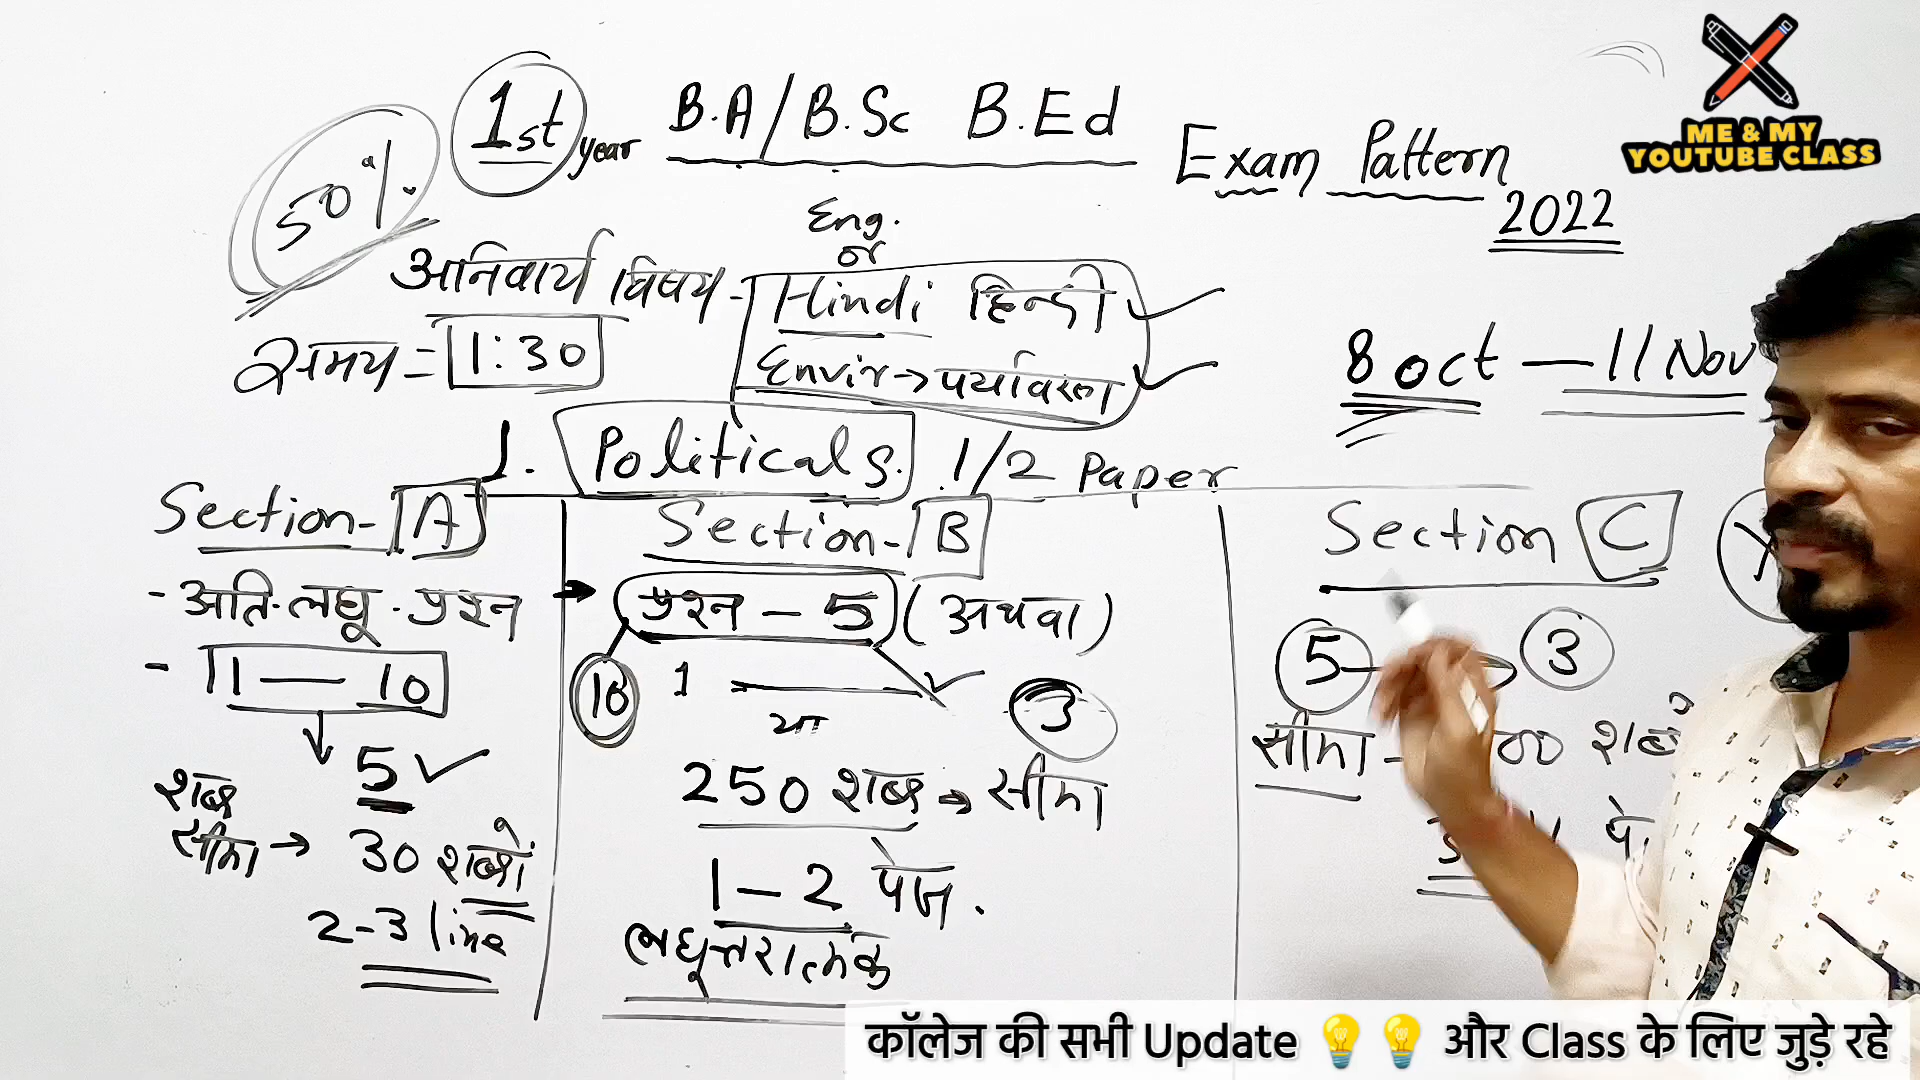 ME & MY
YOUTUBE CLASS
1st year B.A/B.Sc B.Ed Exam Pattern
2022
50%
Eng.
or
अनिवार्य विषय - Hindi हिन्दी
समय = 1:30
Envir → पर्यावरण
8 oct — 11 Nov
1. Political S. 1/2 Paper
Section - A
- अति-लघु-प्रश्न
- 11 — 10
5
शब्द
सीमा → 30 शब्दों
2-3 line
Section - B
→ प्रश्न - 5 (अथवा)
10 1
या
3
250 शब्द → सीमा
1 - 2 पेज.
लघूत्तरात्मक
Section C
5 3
सीमा - 00 शब्दों
कॉलेज की सभी Update 💡💡 और Class के लिए जुड़े रहे